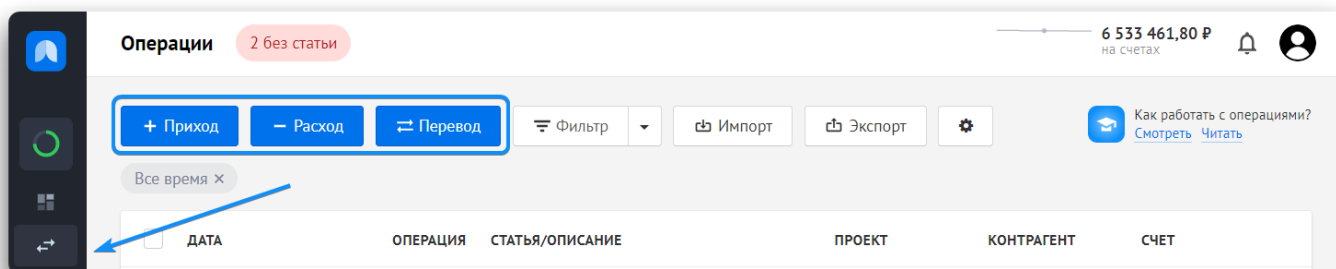 Операции 2 без статьи
6 533 461,80 ₽
на счетах
+ Приход − Расход Перевод Фильтр Импорт Экспорт
Как работать с операциями?
Смотреть Читать
Все время ×
ДАТА ОПЕРАЦИЯ СТАТЬЯ/ОПИСАНИЕ ПРОЕКТ КОНТРАГЕНТ СЧЕТ